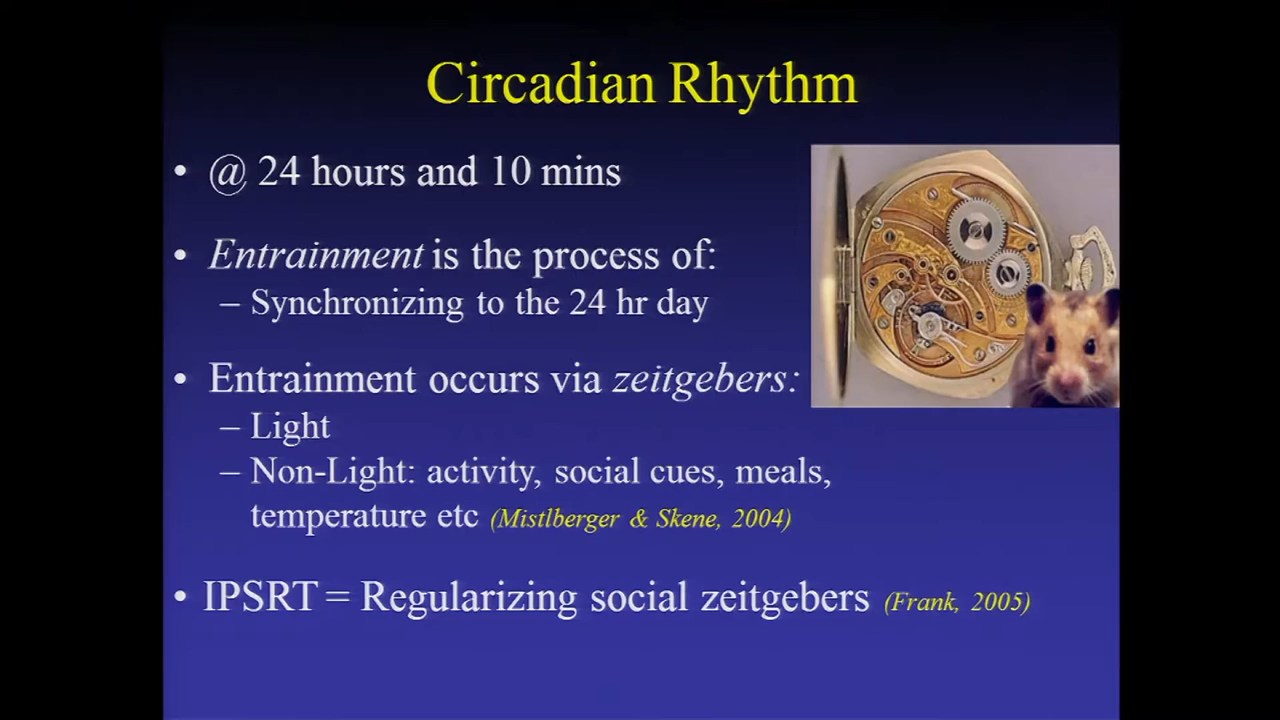 Circadian Rhythm
• @ 24 hours and 10 mins
• Entrainment is the process of:
– Synchronizing to the 24 hr day
• Entrainment occurs via zeitgebers:
– Light
– Non-Light: activity, social cues, meals,
temperature etc (Mistlberger & Skene, 2004)
• IPSRT = Regularizing social zeitgebers (Frank, 2005)